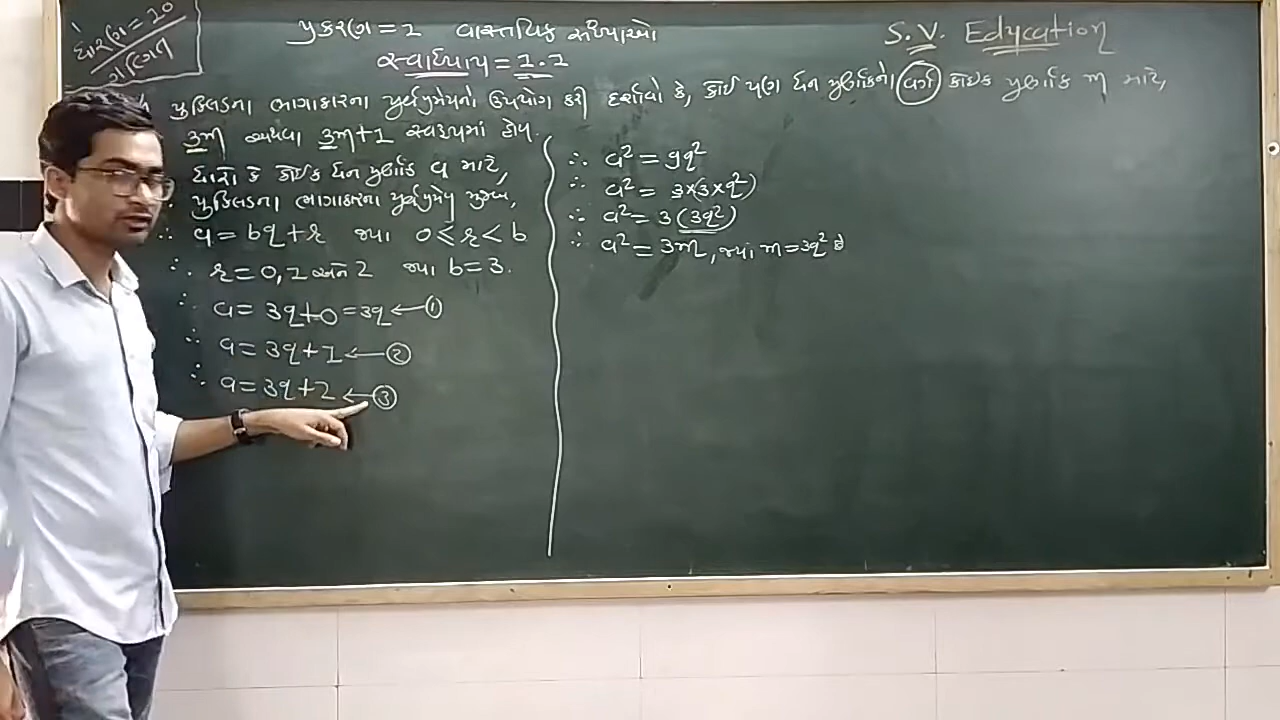 ધોરણ = 10
ગણિત
પ્રકરણ = 1 વાસ્તવિક સંખ્યાઓ
S. V. Edycation
સ્વાધ્યાય = 1.1
યુક્લિડના ભાગાકારના પૂર્વપ્રમેયનો ઉપયોગ કરી દર્શાવો કે, કોઈ પણ ધન પૂર્ણાંકનો વર્ગ કોઈક પૂર્ણાંક m માટે,
3m અથવા 3m+1 સ્વરૂપમાં હોય.
ધારો કે કોઈક ધન પૂર્ણાંક a માટે,
યુક્લિડના ભાગાકારના પૂર્વપ્રમેય મુજબ,
∴ a = bq + r જ્યાં 0 ≤ r < b
∴ r = 0, 1 અને 2 જ્યાં b = 3.
∴ a = 3q + 0 = 3q ← ①
∴ a = 3q + 1 ← ②
∴ a = 3q + 2 ← ③
∴ a² = 9q²
∴ a² = 3×(3×q²)
∴ a² = 3(3q²)
∴ a² = 3m, જ્યાં m = 3q² છે